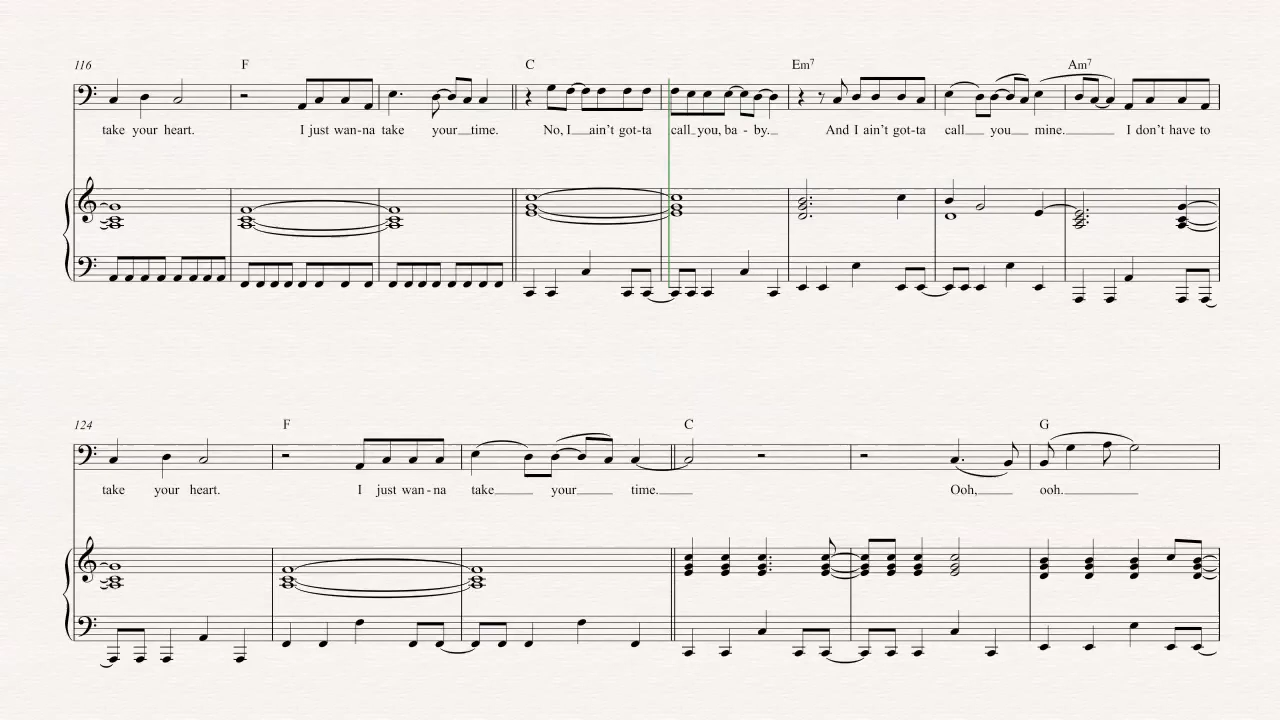 116 F C Em7 Am7
take your heart. I just wan-na take your time. No, I ain't got-ta call you, ba - by. And I ain't got-ta call you mine. I don't have to
124 F C G
take your heart. I just wan - na take your time. Ooh, ooh.